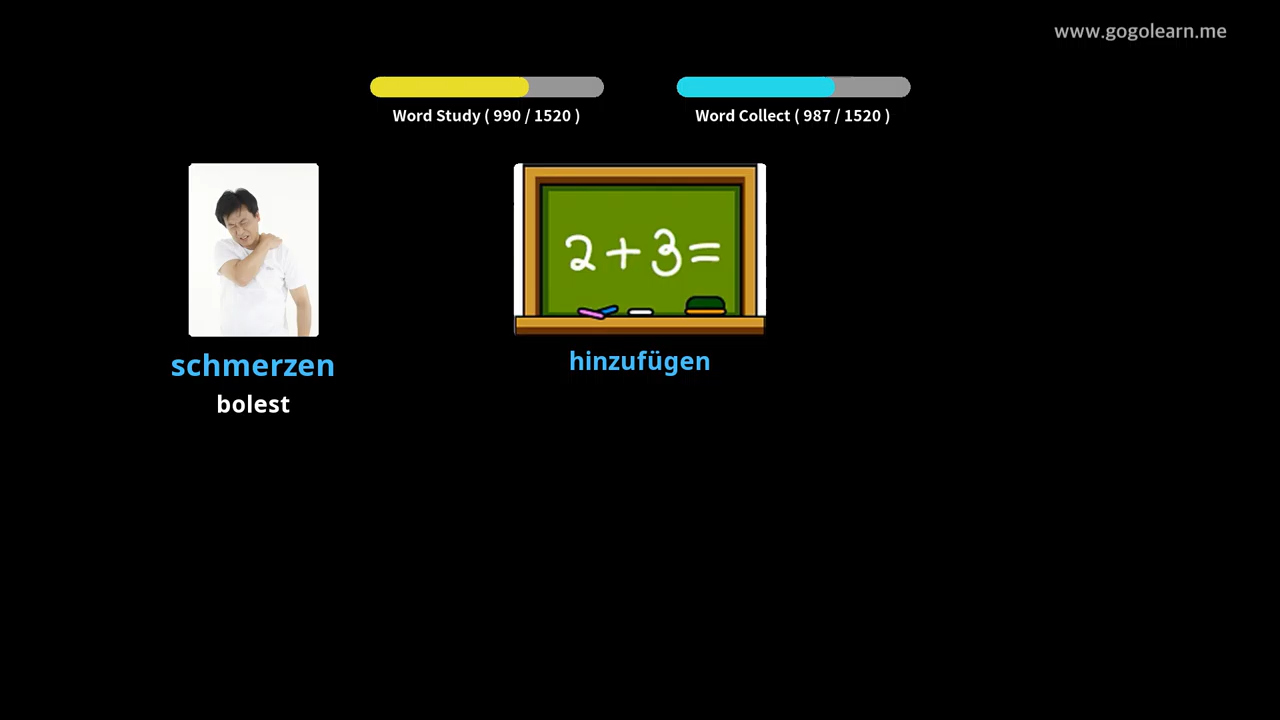 www.gogolearn.me
Word Study ( 990 / 1520 )
Word Collect ( 987 / 1520 )
2+3=
schmerzen
bolest
hinzufügen